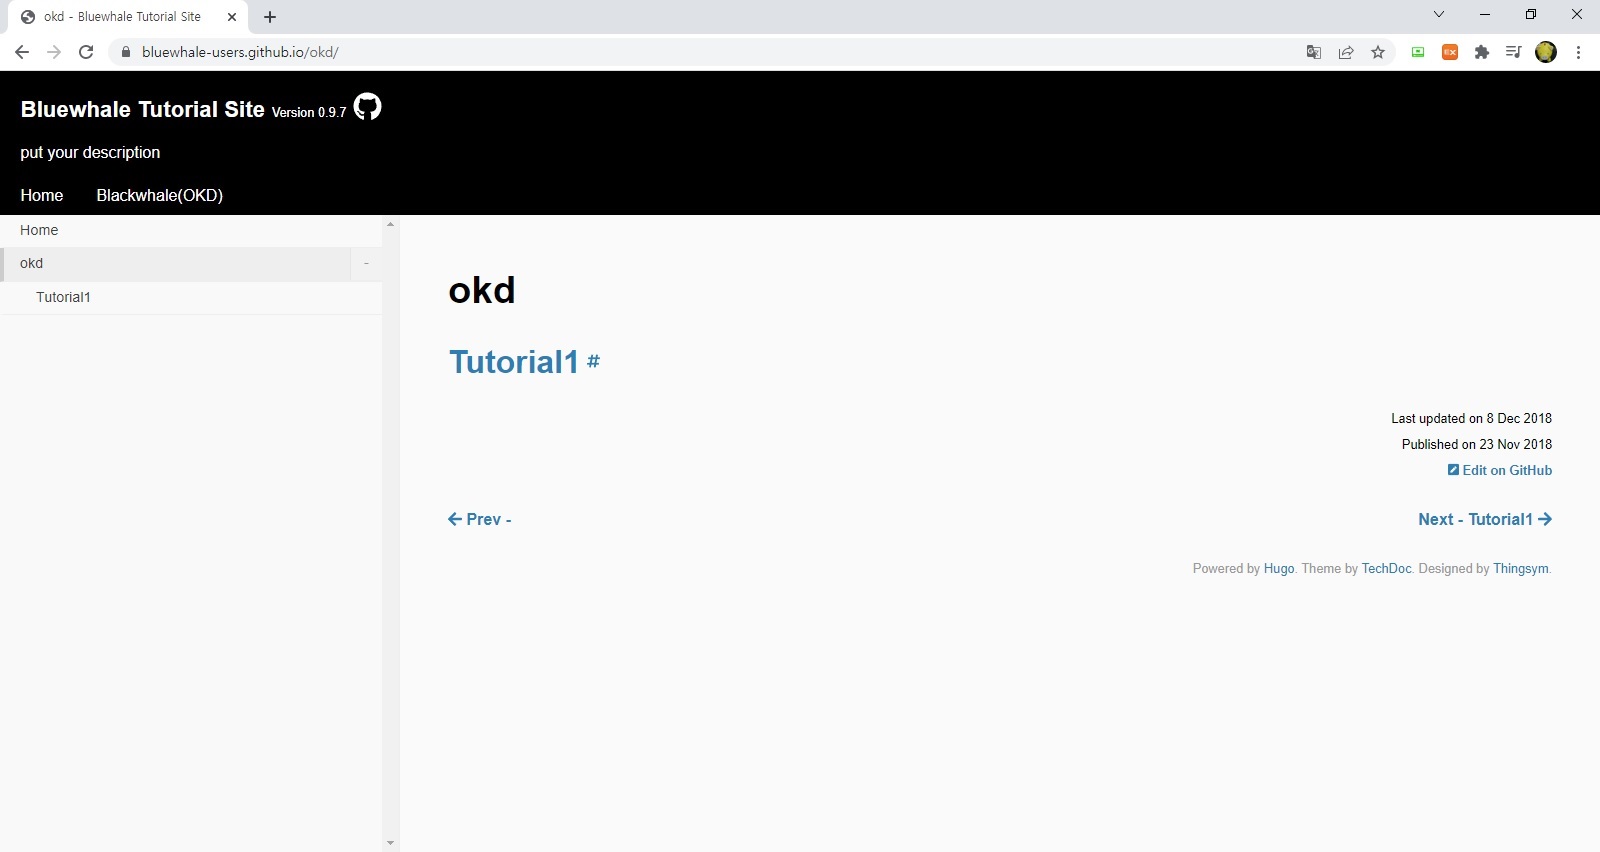 okd - Bluewhale Tutorial Site
bluewhale-users.github.io/okd/
EX
Bluewhale Tutorial Site Version 0.9.7
put your description
Home Blackwhale(OKD)
Home
okd -
Tutorial1
okd
Tutorial1 #
Last updated on 8 Dec 2018
Published on 23 Nov 2018
Edit on GitHub
Prev -
Next - Tutorial1
Powered by Hugo. Theme by TechDoc. Designed by Thingsym.